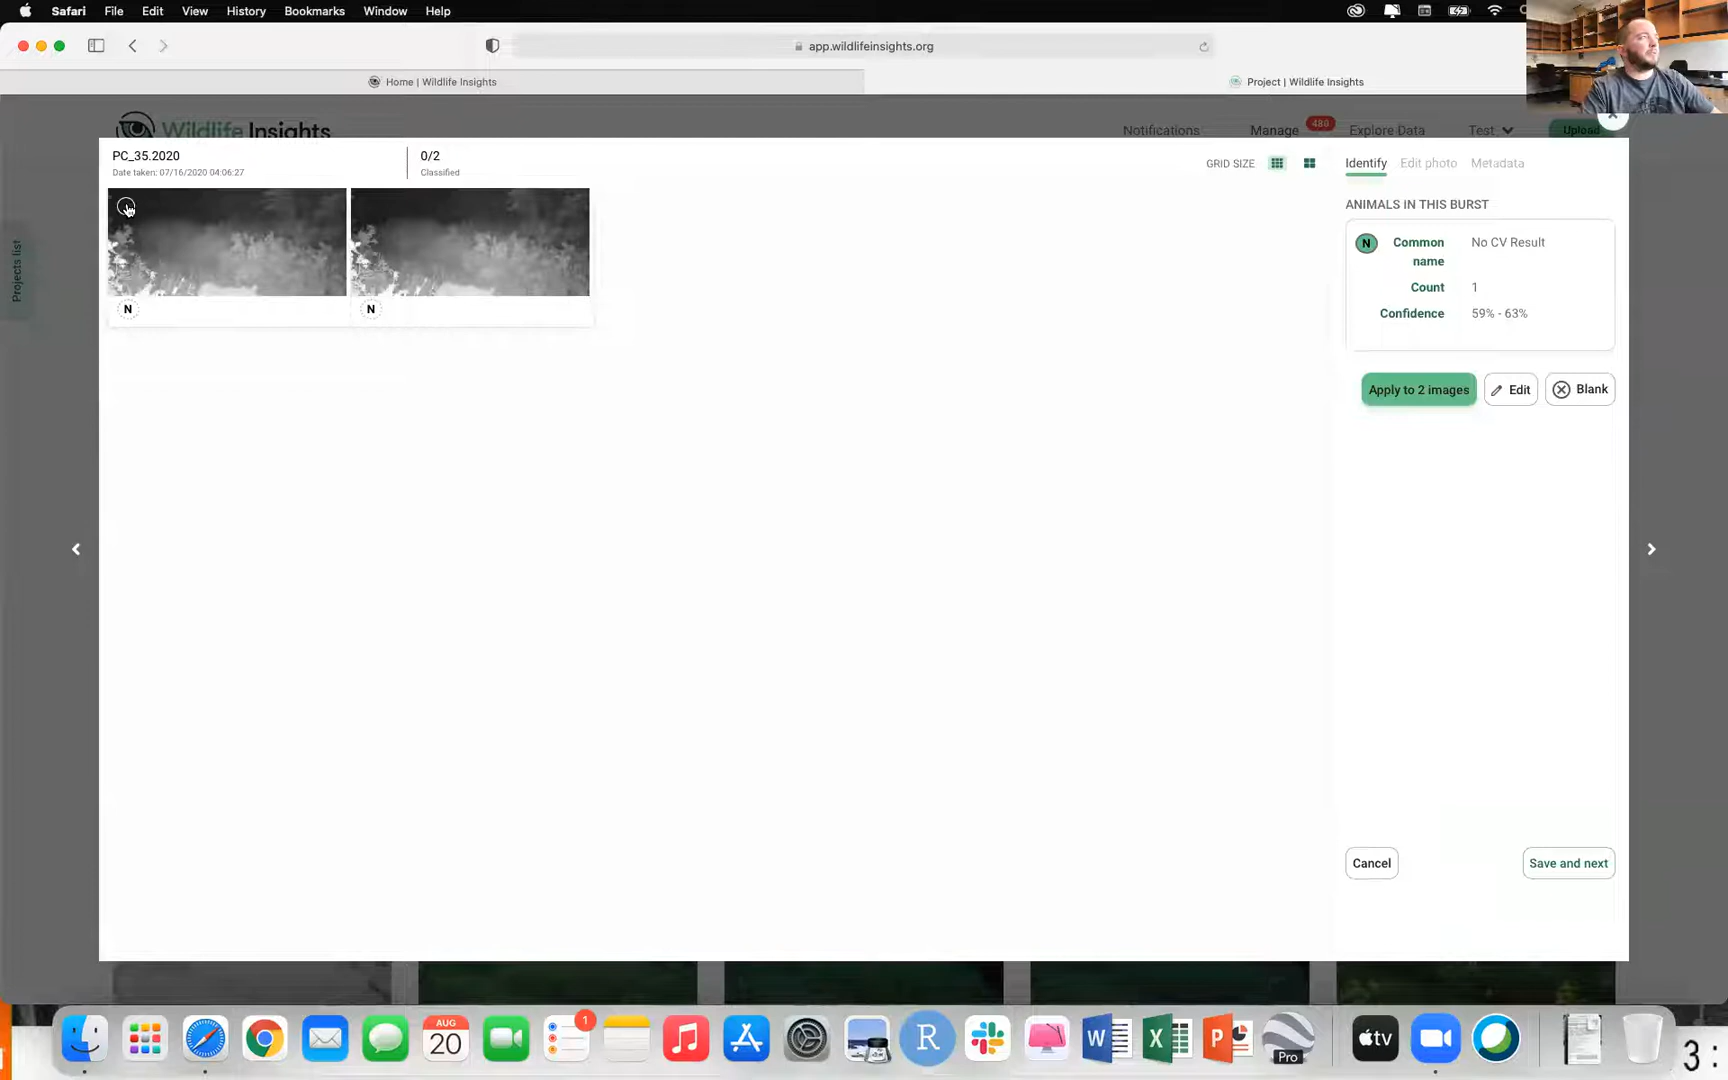 Safari File Edit View History Bookmarks Window Help
app.wildlifeinsights.org
Home | Wildlife Insights
Project | Wildlife Insights
Wildlife Insights
Notifications Manage 480 Explore Data Test Upload
PC_35.2020
Date taken: 07/16/2020 04:06:27
0/2
Classified
GRID SIZE
Identify Edit photo Metadata
ANIMALS IN THIS BURST
N Common name No CV Result
Count 1
Confidence 59% - 63%
N
N
Apply to 2 images Edit Blank
Projects list
Cancel Save and next
AUG
20
1
R
W
X
P
Pro
tv
3: